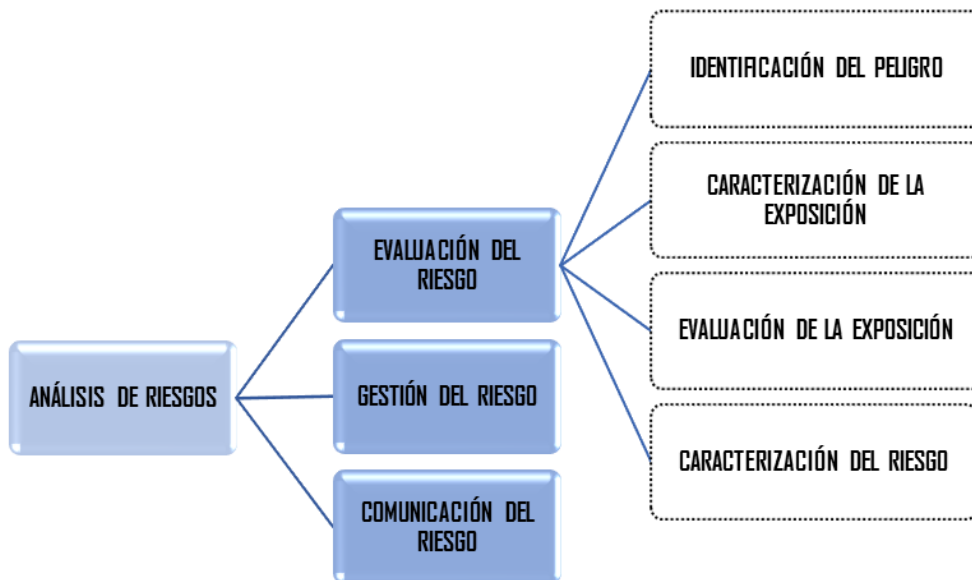 ANÁLISIS DE RIESGOS
EVALUACIÓN DEL
RIESGO
GESTIÓN DEL RIESGO
COMUNICACIÓN DEL
RIESGO
IDENTIFICACIÓN DEL PELIGRO
CARACTERIZACIÓN DE LA
EXPOSICIÓN
EVALUACIÓN DE LA EXPOSICIÓN
CARACTERIZACIÓN DEL RIESGO